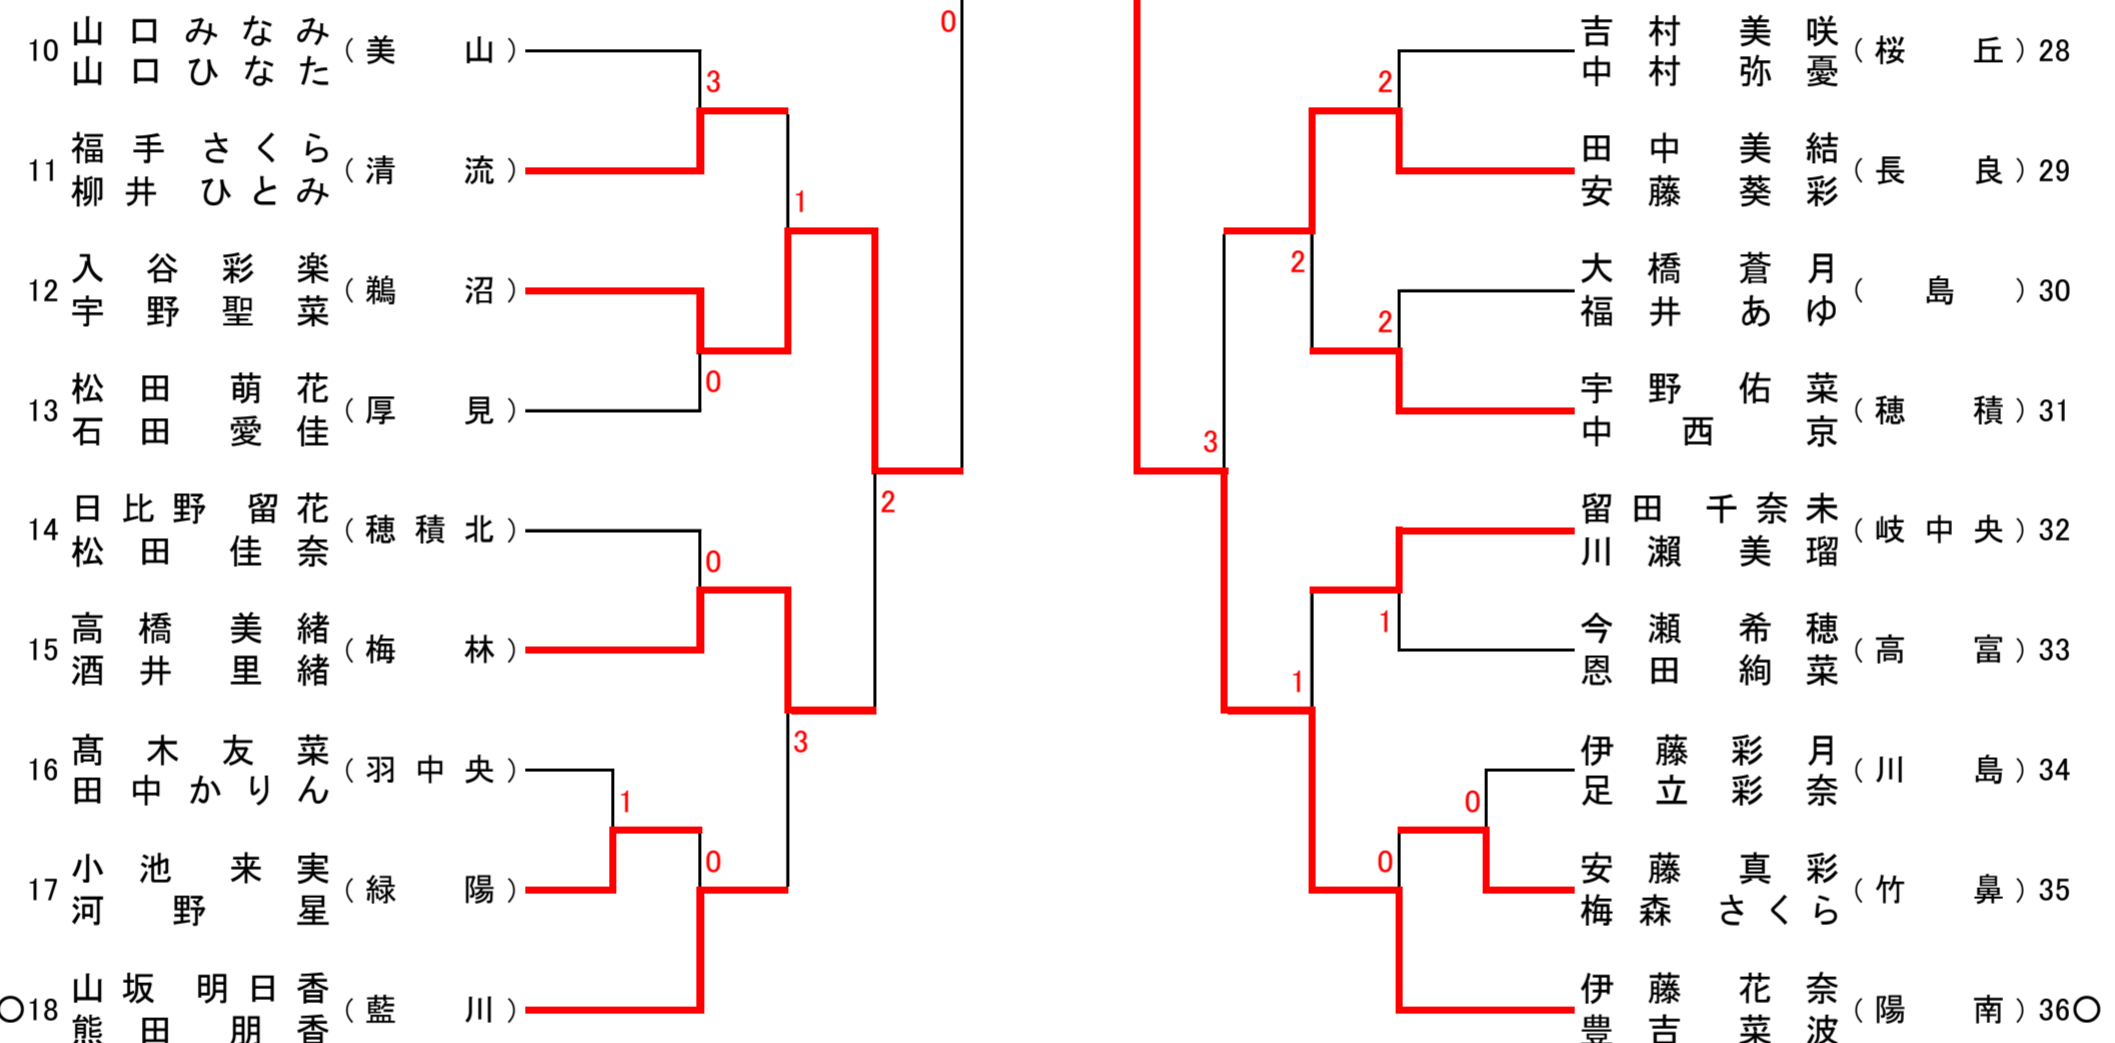 0
10 山口みなみ (美山)
山口ひなた
3
11 福手さくら (清流)
柳井ひとみ
1
12 入谷彩楽 (鵜沼)
宇野聖菜
0
13 松田萌花 (厚見)
石田愛佳
2
14 日比野留花 (穂積北)
松田佳奈
0
15 高橋美緒 (梅林)
酒井里緒
3
16 髙木友菜 (羽中央)
田中かりん
1
0
17 小池来実 (緑陽)
河野星
○18 山坂明日香 (藍川)
熊田朋香
吉村美咲 (桜丘) 28
中村弥憂
2
田中美結 (長良) 29
安藤葵彩
2
大橋蒼月 (島) 30
福井あゆ
2
宇野佑菜 (穂積) 31
中西京
3
留田千奈未 (岐中央) 32
川瀬美瑠
1
今瀬希穂 (高富) 33
恩田絢菜
1
伊藤彩月 (川島) 34
足立彩奈
0
0
安藤真彩 (竹鼻) 35
梅森さくら
伊藤花奈 (陽南) 36○
豊吉菜波